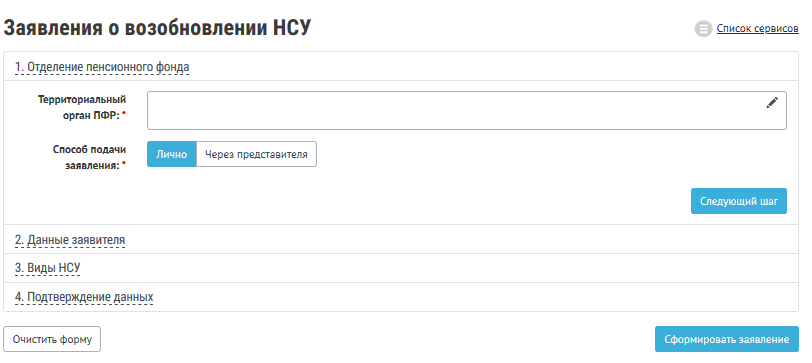 Заявления о возобновлении НСУ
Список сервисов
1. Отделение пенсионного фонда
Территориальный
орган ПФР: *
Способ подачи
заявления: *
Лично
Через представителя
Следующий шаг
2. Данные заявителя
3. Виды НСУ
4. Подтверждение данных
Очистить форму
Сформировать заявление